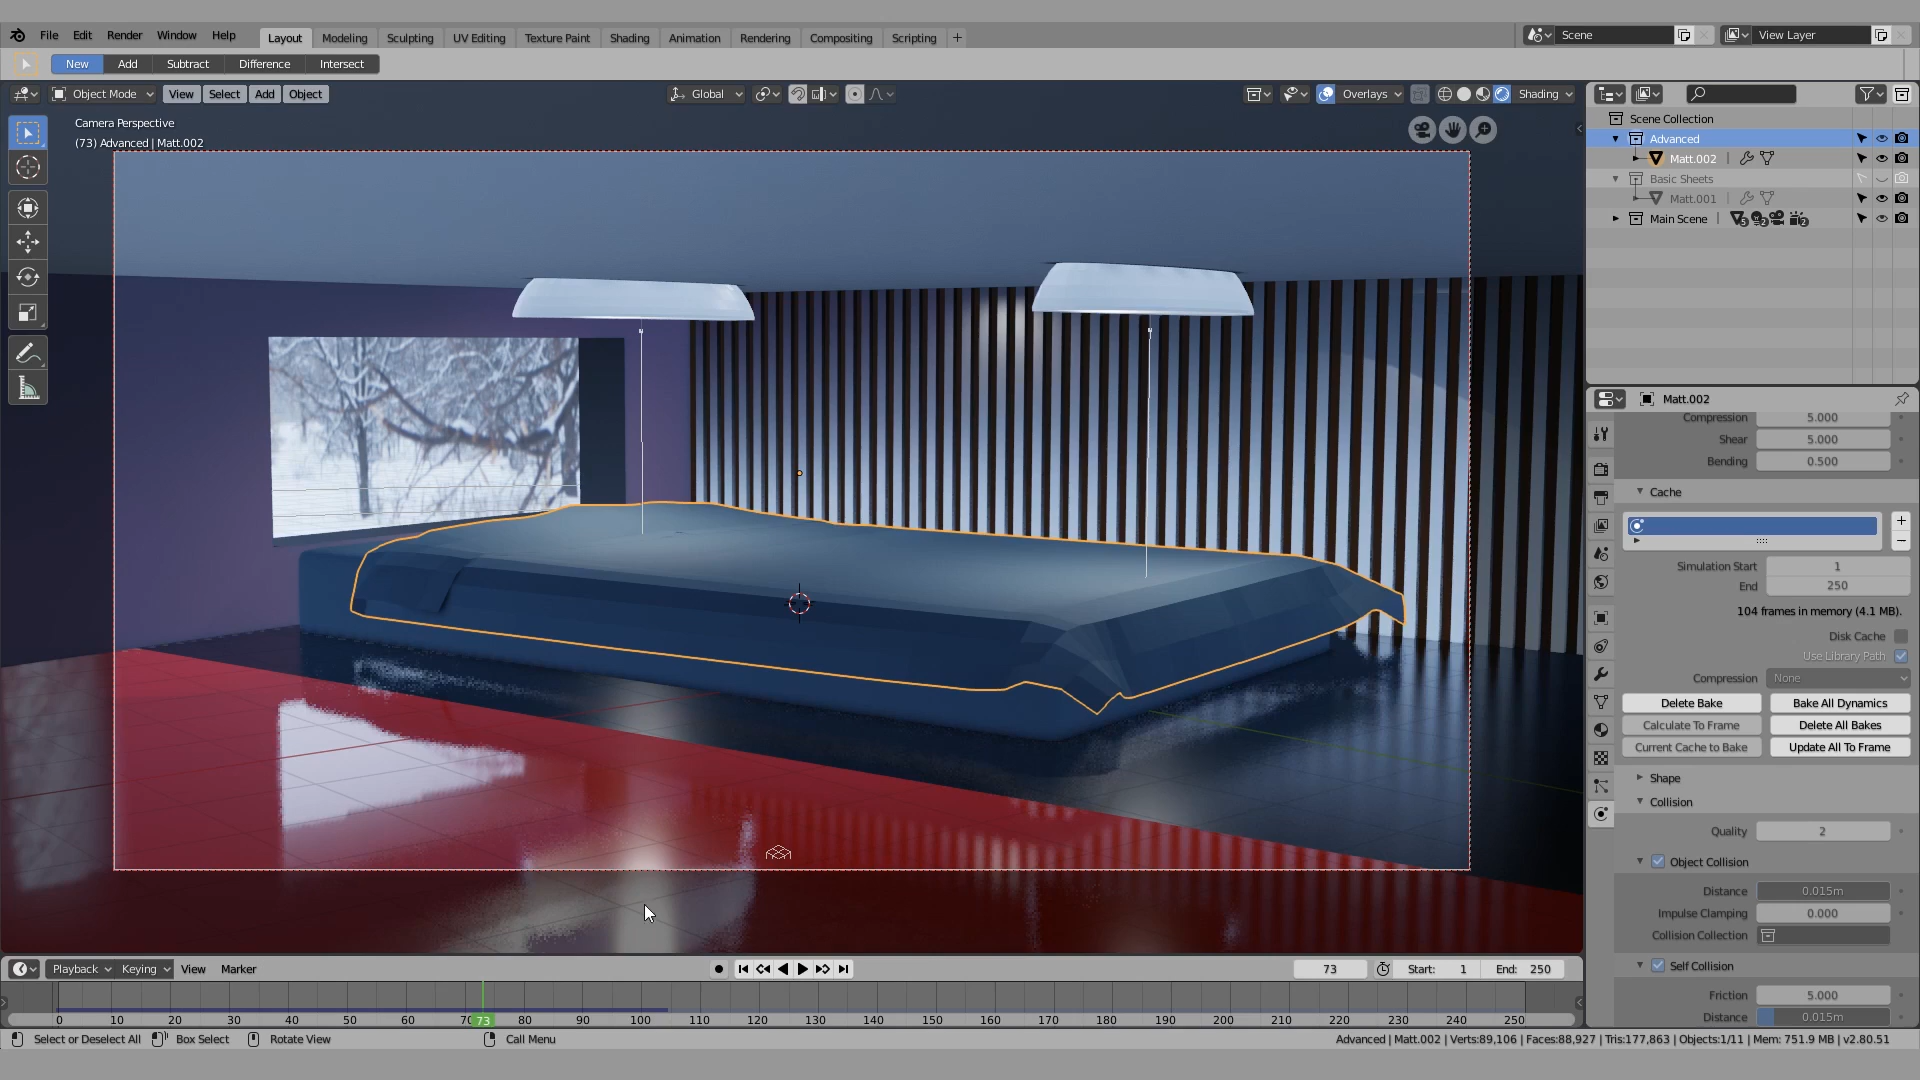 File Edit Render Window Help Layout Modeling Sculpting UV Editing Texture Paint Shading Animation Rendering Compositing Scripting + Scene View Layer
New Add Subtract Difference Intersect
Object Mode View Select Add Object Global Overlays Shading
Camera Perspective
(73) Advanced | Matt.002
Scene Collection
Advanced
Matt.002
Basic Sheets
Matt.001
Main Scene
Matt.002
Compression 5.000
Shear 5.000
Bending 0.500
Cache
Simulation Start 1
End 250
104 frames in memory (4.1 MB).
Disk Cache
Use Library Path
Compression None
Delete Bake Bake All Dynamics
Calculate To Frame Delete All Bakes
Current Cache to Bake Update All To Frame
Shape
Collision
Quality 2
Object Collision
Distance 0.015m
Impulse Clamping 0.000
Collision Collection
Self Collision
Friction 5.000
Distance 0.015m
Playback Keying View Marker 73 Start: 1 End: 250
0 10 20 30 40 50 60 70 73 80 90 100 110 120 130 140 150 160 170 180 190 200 210 220 230 240 250
Select or Deselect All Box Select Rotate View Call Menu Advanced | Matt.002 | Verts:89,106 | Faces:88,927 | Tris:177,863 | Objects:1/11 | Mem: 751.9 MB | v2.80.51